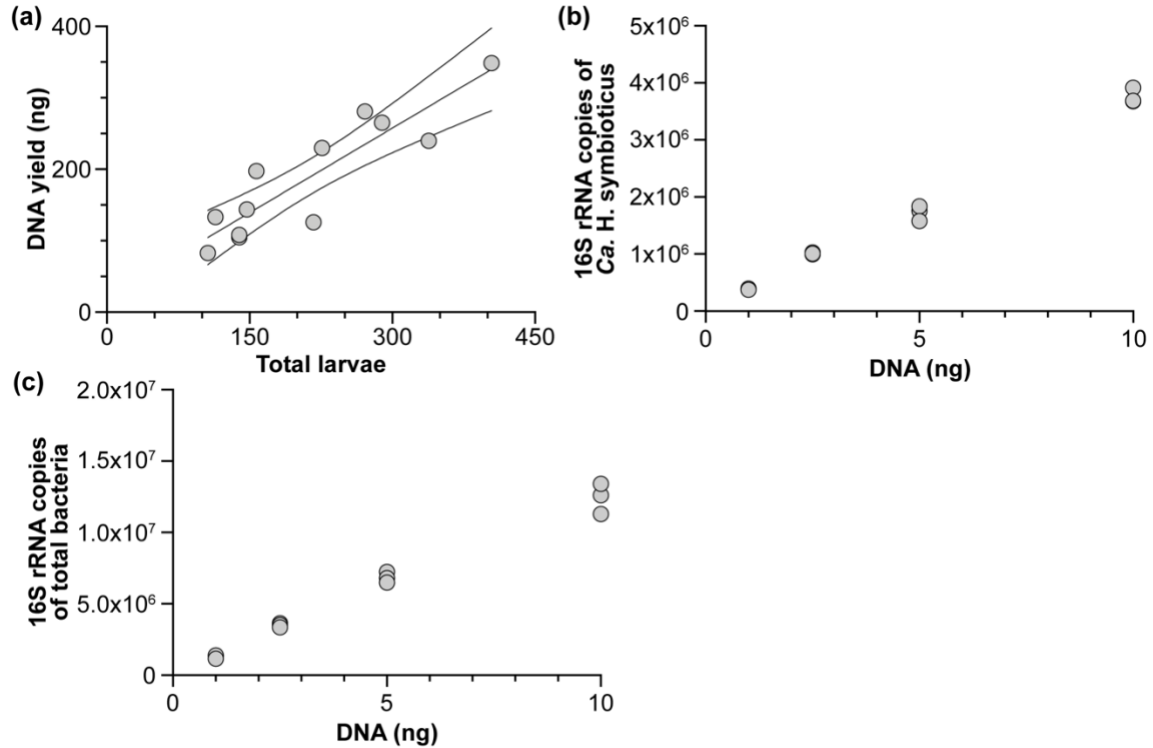 (a)
400
200
0
DNA yield (ng)
0 150 300 450
Total larvae
(b)
5x10⁶
4x10⁶
3x10⁶
2x10⁶
1x10⁶
0
16S rRNA copies of
Ca. H. symbioticus
0 5 10
DNA (ng)
(c)
2.0x10⁷
1.5x10⁷
1.0x10⁷
5.0x10⁶
0
16S rRNA copies
of total bacteria
0 5 10
DNA (ng)